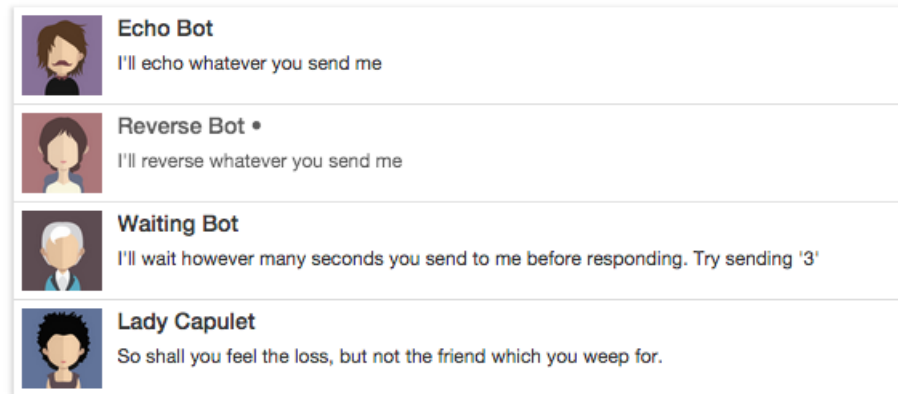 Echo Bot
I'll echo whatever you send me
Reverse Bot •
I'll reverse whatever you send me
Waiting Bot
I'll wait however many seconds you send to me before responding. Try sending '3'
Lady Capulet
So shall you feel the loss, but not the friend which you weep for.